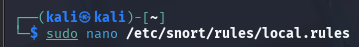 ┌──(kali㉿kali)-[~]
└─$ sudo nano /etc/snort/rules/local.rules